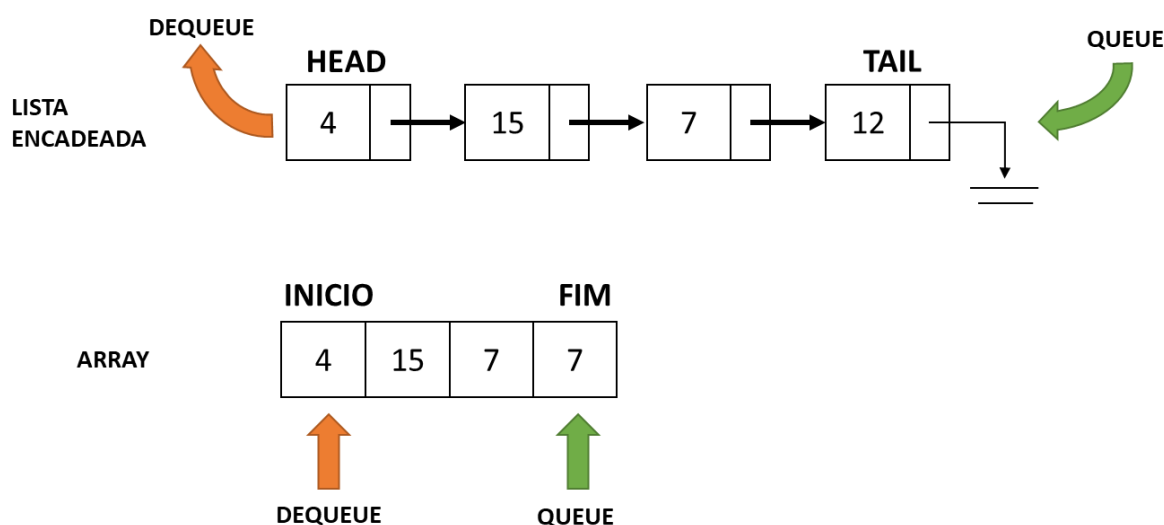 DEQUEUE
QUEUE
HEAD
TAIL
LISTA
ENCADEADA
4
15
7
12
INICIO
FIM
ARRAY
4
15
7
7
DEQUEUE
QUEUE